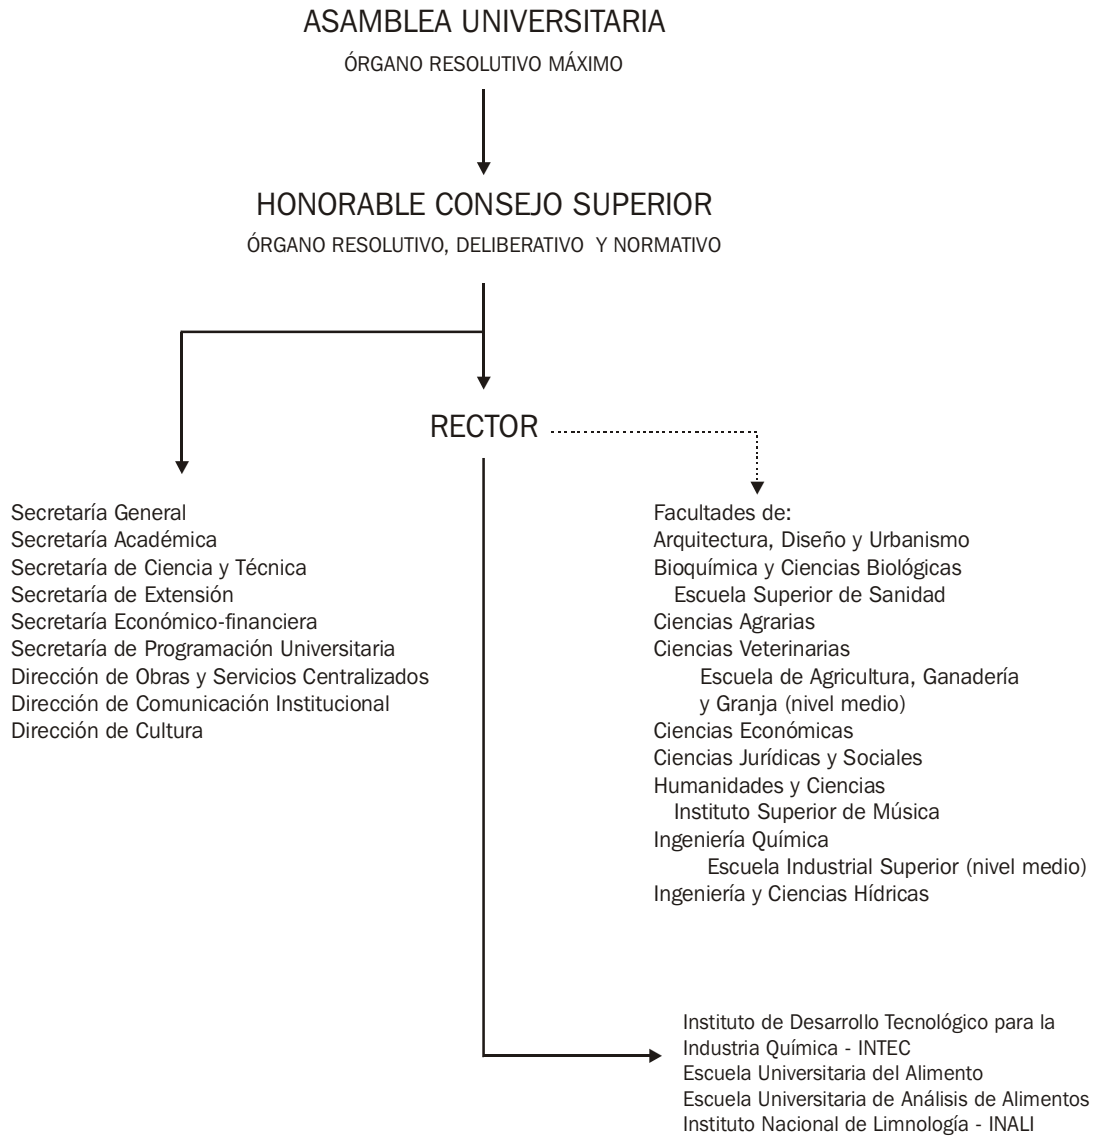 ASAMBLEA UNIVERSITARIA
ÓRGANO RESOLUTIVO MÁXIMO
HONORABLE CONSEJO SUPERIOR
ÓRGANO RESOLUTIVO, DELIBERATIVO Y NORMATIVO
RECTOR
Secretaría General
Secretaría Académica
Secretaría de Ciencia y Técnica
Secretaría de Extensión
Secretaría Económico-financiera
Secretaría de Programación Universitaria
Dirección de Obras y Servicios Centralizados
Dirección de Comunicación Institucional
Dirección de Cultura
Facultades de:
Arquitectura, Diseño y Urbanismo
Bioquímica y Ciencias Biológicas
Escuela Superior de Sanidad
Ciencias Agrarias
Ciencias Veterinarias
Escuela de Agricultura, Ganadería
y Granja (nivel medio)
Ciencias Económicas
Ciencias Jurídicas y Sociales
Humanidades y Ciencias
Instituto Superior de Música
Ingeniería Química
Escuela Industrial Superior (nivel medio)
Ingeniería y Ciencias Hídricas
Instituto de Desarrollo Tecnológico para la
Industria Química - INTEC
Escuela Universitaria del Alimento
Escuela Universitaria de Análisis de Alimentos
Instituto Nacional de Limnología - INALI